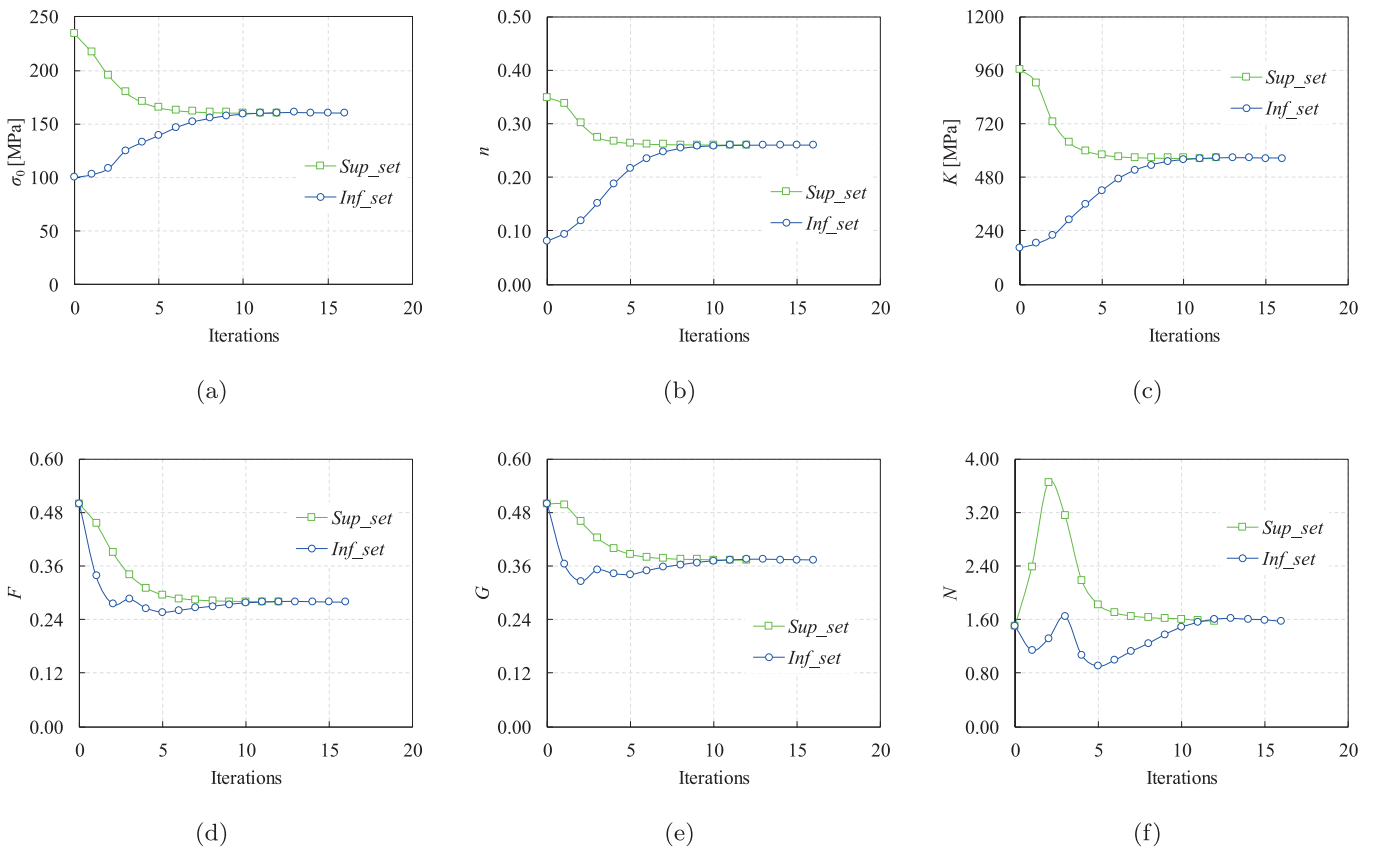 250
200
150
100
50
0
σ0 [MPa]
Sup_set
Inf_set
0 5 10 15 20
Iterations
(a)
0.50
0.40
0.30
0.20
0.10
0.00
n
Sup_set
Inf_set
0 5 10 15 20
Iterations
(b)
1200
960
720
480
240
0
K [MPa]
Sup_set
Inf_set
0 5 10 15 20
Iterations
(c)
0.60
0.48
0.36
0.24
0.12
0.00
F
Sup_set
Inf_set
0 5 10 15 20
Iterations
(d)
0.60
0.48
0.36
0.24
0.12
0.00
G
Sup_set
Inf_set
0 5 10 15 20
Iterations
(e)
4.00
3.20
2.40
1.60
0.80
0.00
N
Sup_set
Inf_set
0 5 10 15 20
Iterations
(f)